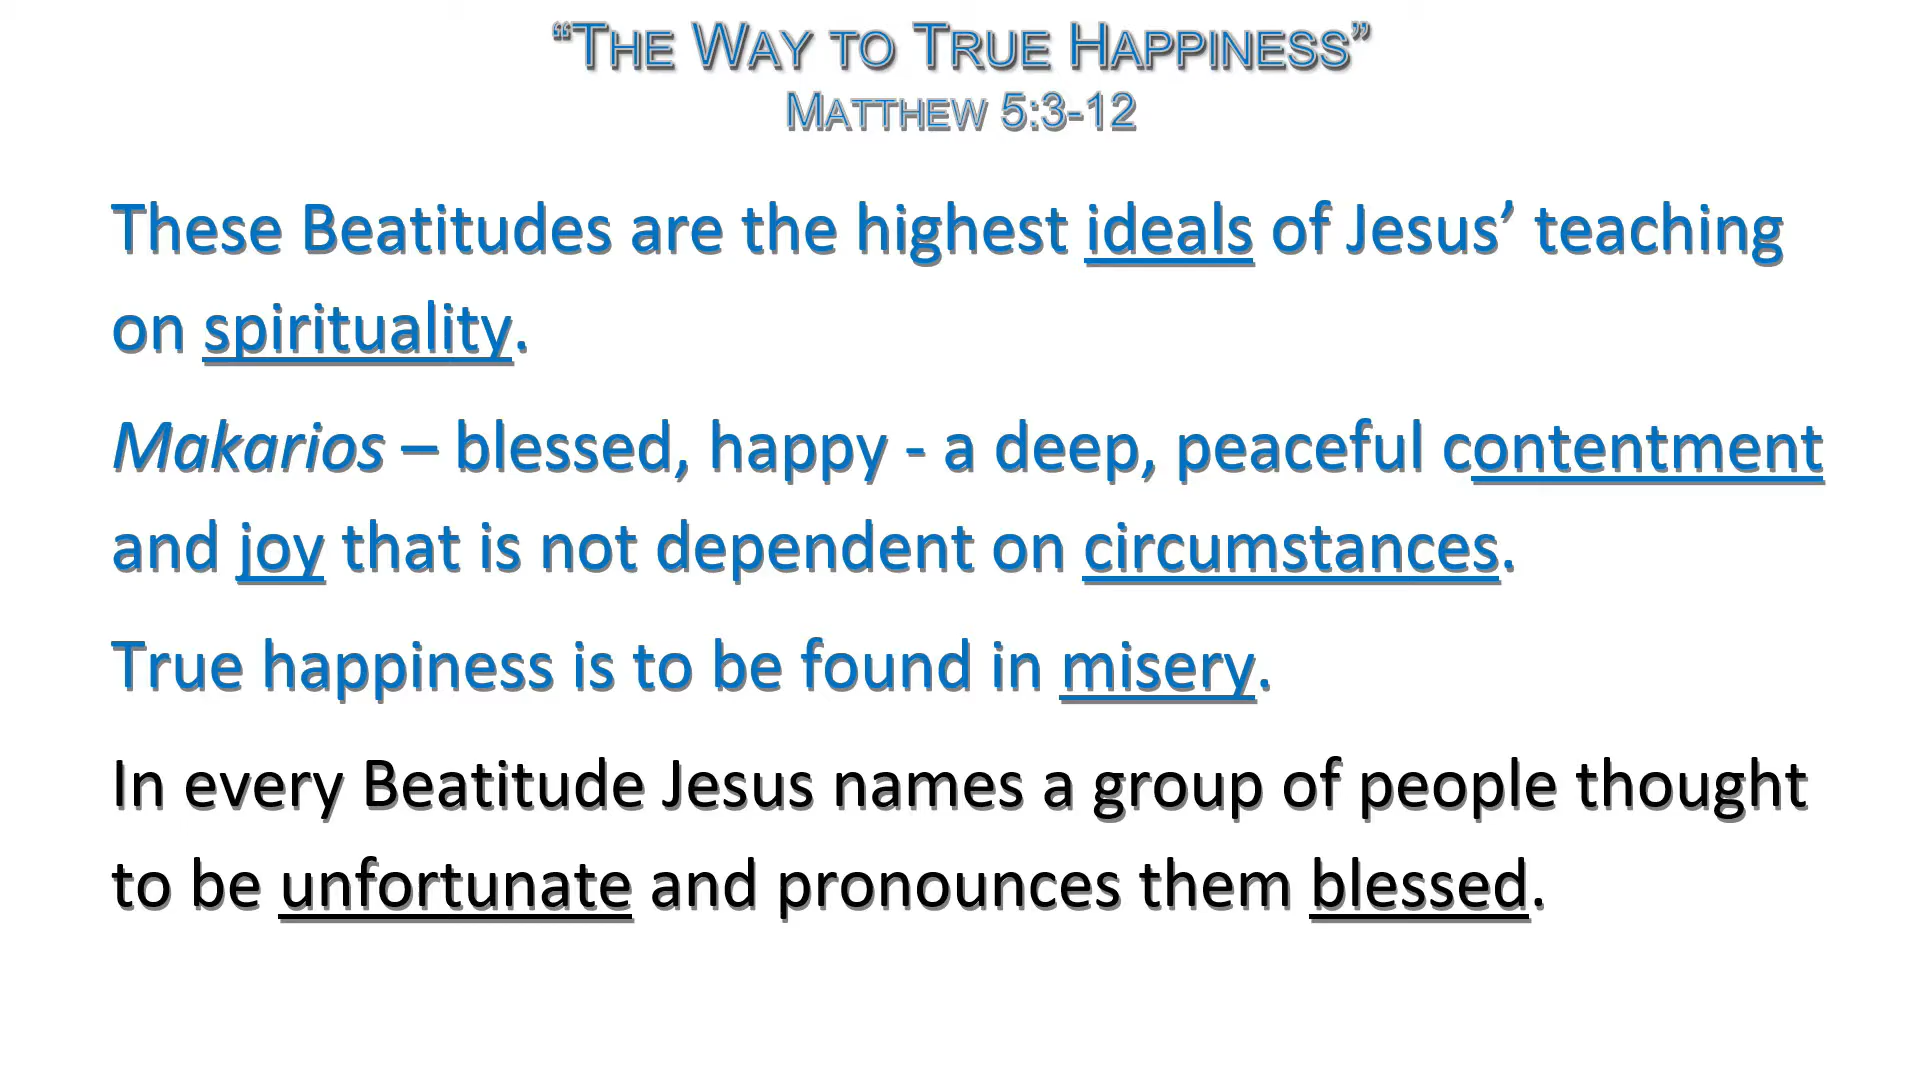 “The Way to True Happiness”
Matthew 5:3-12
These Beatitudes are the highest ideals of Jesus’ teaching
on spirituality.
Makarios – blessed, happy - a deep, peaceful contentment
and joy that is not dependent on circumstances.
True happiness is to be found in misery.
In every Beatitude Jesus names a group of people thought
to be unfortunate and pronounces them blessed.